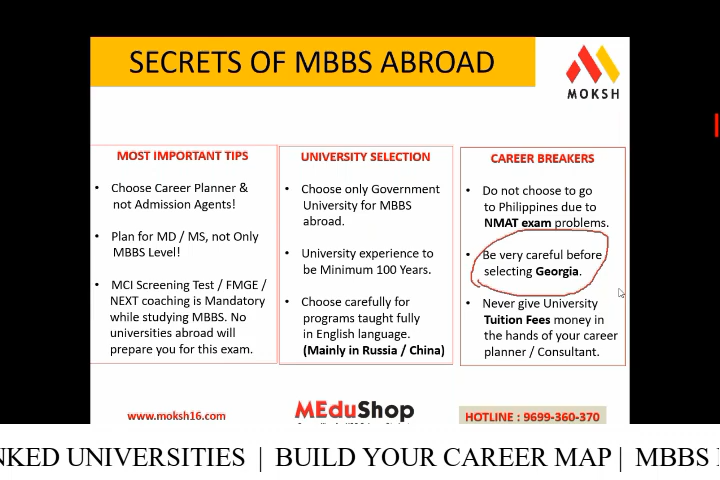 SECRETS OF MBBS ABROAD
MOKSH
MOST IMPORTANT TIPS
• Choose Career Planner &
not Admission Agents!
• Plan for MD / MS, not Only
MBBS Level!
• MCI Screening Test / FMGE /
NEXT coaching is Mandatory
while studying MBBS. No
universities abroad will
prepare you for this exam.
UNIVERSITY SELECTION
• Choose only Government
University for MBBS
abroad.
• University experience to
be Minimum 100 Years.
• Choose carefully for
programs taught fully
in English language.
(Mainly in Russia / China)
CAREER BREAKERS
• Do not choose to go
to Philippines due to
NMAT exam problems.
• Be very careful before
selecting Georgia.
• Never give University
Tuition Fees money in
the hands of your career
planner / Consultant.
www.moksh16.com
MEduShop
HOTLINE : 9699-360-370
NKED UNIVERSITIES | BUILD YOUR CAREER MAP | MBBS